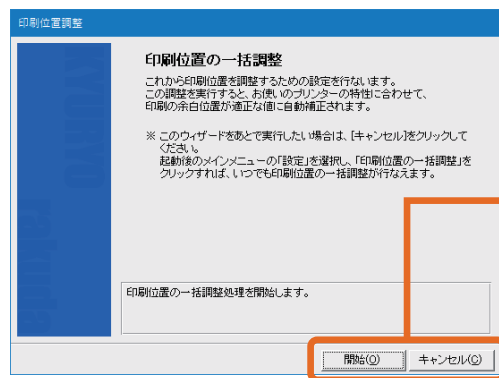 印刷位置調整
印刷位置の一括調整
これから印刷位置を調整するための設定を行ないます。
この調整を実行すると、お使いのプリンターの特性に合わせて、
印刷の余白位置が適正な値に自動補正されます。
※ このウィザードをあとで実行したい場合は、[キャンセル]をクリックして
ください。
起動後のメインメニューの「設定」を選択し、「印刷位置の一括調整」を
クリックすれば、いつでも印刷位置の一括調整が行なえます。
印刷位置の一括調整処理を開始します。
開始(O) キャンセル(C)